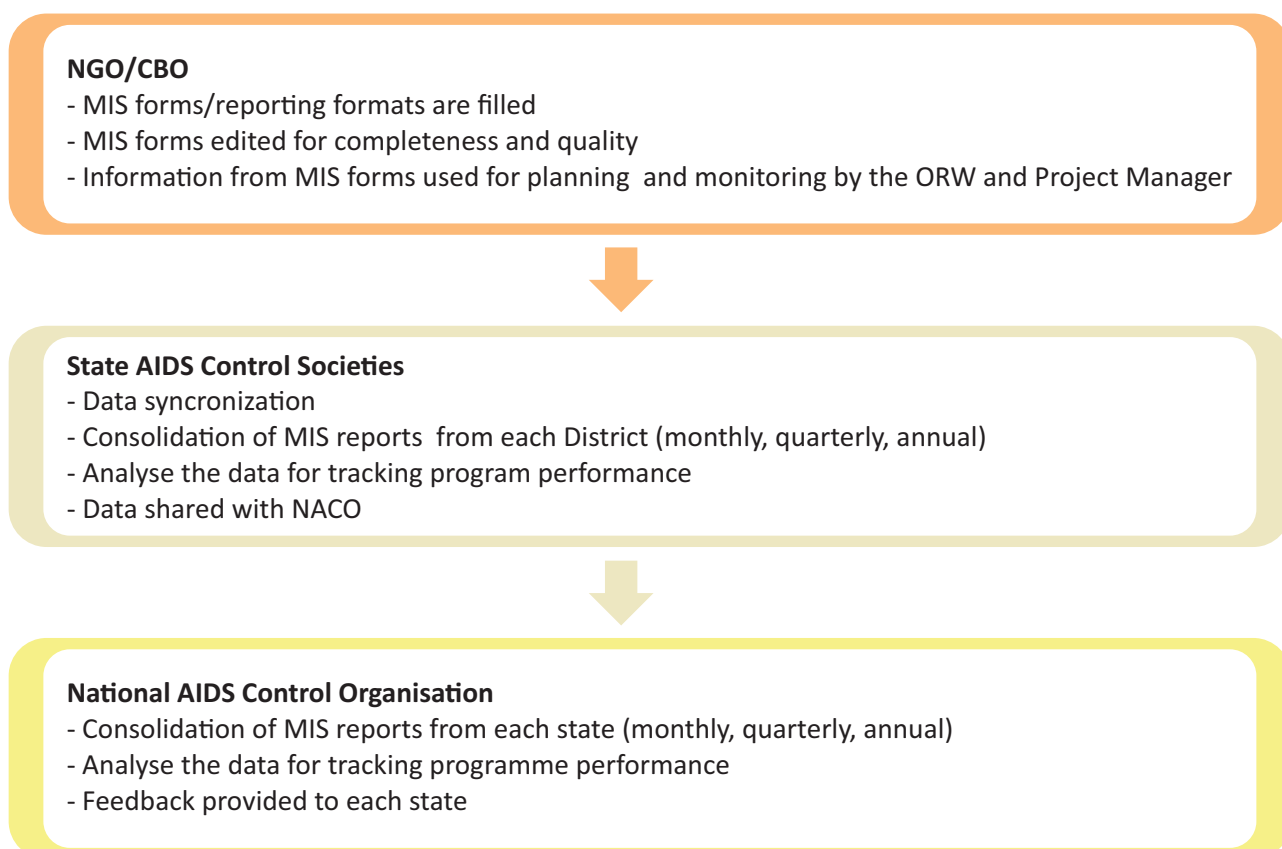 NGO/CBO
- MIS forms/reporting formats are filled
- MIS forms edited for completeness and quality
- Information from MIS forms used for planning  and monitoring by the ORW and Project Manager
State AIDS Control Societies
- Data syncronization
- Consolidation of MIS reports  from each District (monthly, quarterly, annual)
- Analyse the data for tracking program performance
- Data shared with NACO
National AIDS Control Organisation
- Consolidation of MIS reports from each state (monthly, quarterly, annual)
- Analyse the data for tracking programme performance
- Feedback provided to each state